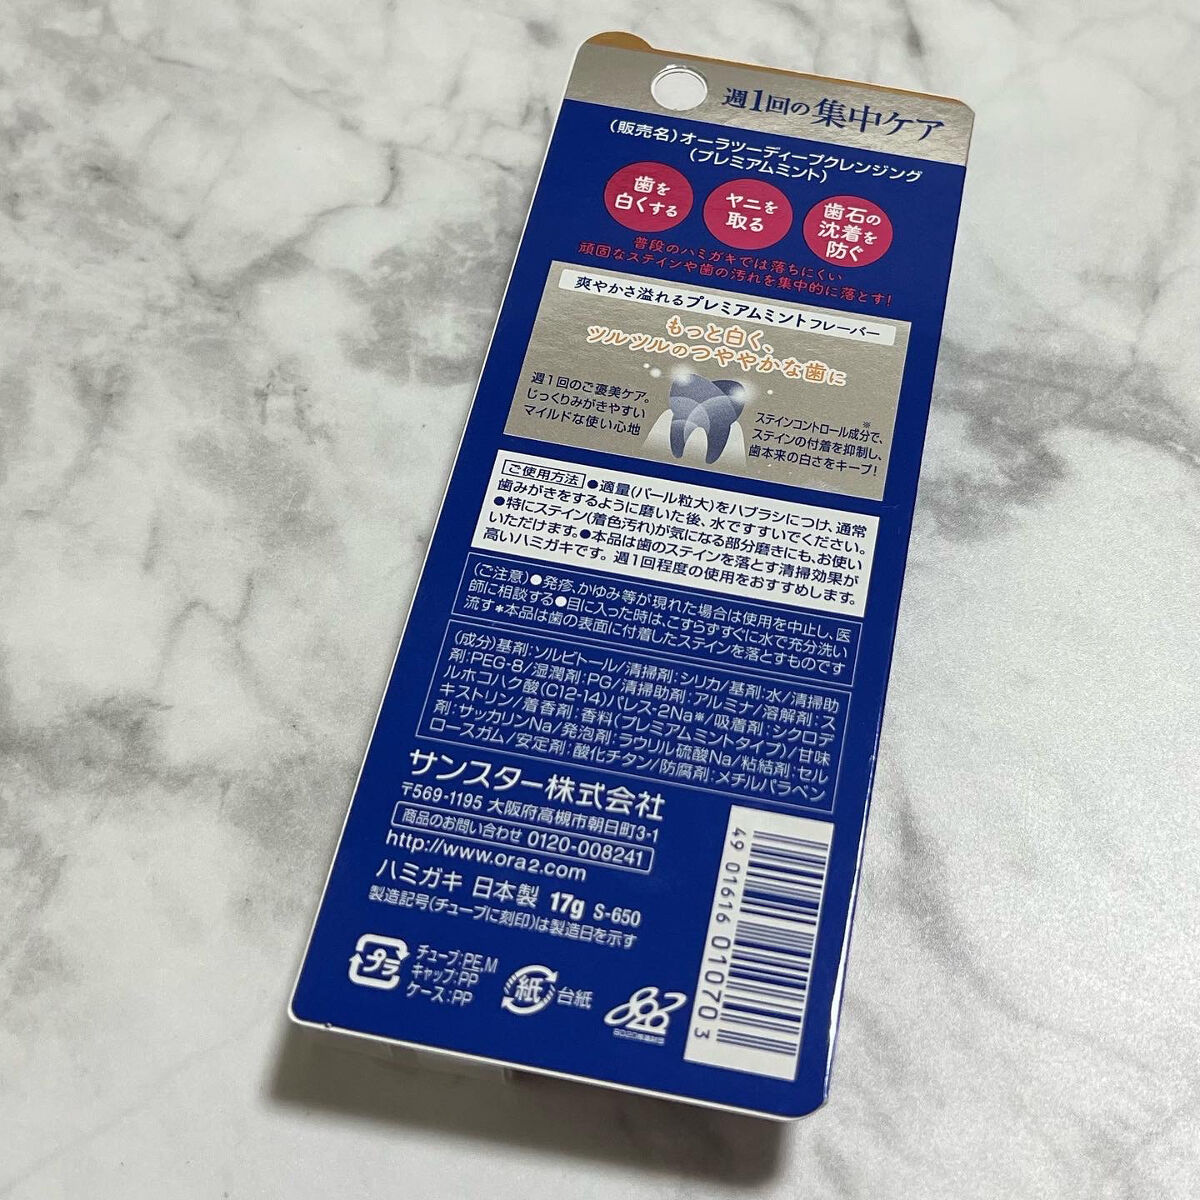 週1回の集中ケア
(販売名)オーラツーディープクレンジング
(プレミアムミント)
歯を
白くする
ヤニを
取る
歯石の
沈着を
防ぐ
普段のハミガキでは落ちにくい
頑固なステインや歯の汚れを集中的に落とす!
爽やかさ溢れるプレミアムミントフレーバー
もっと白く、
ツルツルのつややかな歯に
週1回のご褒美ケア。
じっくりみがきやすい
マイルドな使い心地
ステインコントロール成分で、※
ステインの付着を抑制し、
歯本来の白さをキープ!
ご使用方法 ●適量(パール粒大)をハブラシにつけ、通常
歯みがきをするように磨いた後、水ですすいでください。
●特にステイン(着色汚れ)が気になる部分磨きにも、お使い
いただけます。●本品は歯のステインを落とす清掃効果が
高いハミガキです。週1回程度の使用をおすすめします。
(ご注意)●発疹、かゆみ等が現れた場合は使用を中止し、医
師に相談する●目に入った時は、こすらずすぐに水で充分洗い
流す*本品は歯の表面に付着したステインを落とすものです
(成分)基剤:ソルビトール/清掃剤:シリカ/基剤:水/清掃助
剤:PEG-8/湿潤剤:PG/清掃助剤:アルミナ/溶解剤:ス
ルホコハク酸(C12-14)パレス-2Na※/吸着剤:シクロデ
キストリン/着香剤:香料(プレミアムミントタイプ)/甘味
剤:サッカリンNa/発泡剤:ラウリル硫酸Na/粘結剤:セル
ロースガム/安定剤:酸化チタン/防腐剤:メチルパラベン
サンスター株式会社
〒569-1195 大阪府高槻市朝日町3-1
商品のお問い合わせ 0120-008241
http://www.ora2.com
ハミガキ 日本製 17g S-650
製造記号(チューブに刻印)は製造日を示す
プラ
チューブ:PE,M
キャップ:PP
ケース:PP
紙 台紙
8020
49 01616 01070 3